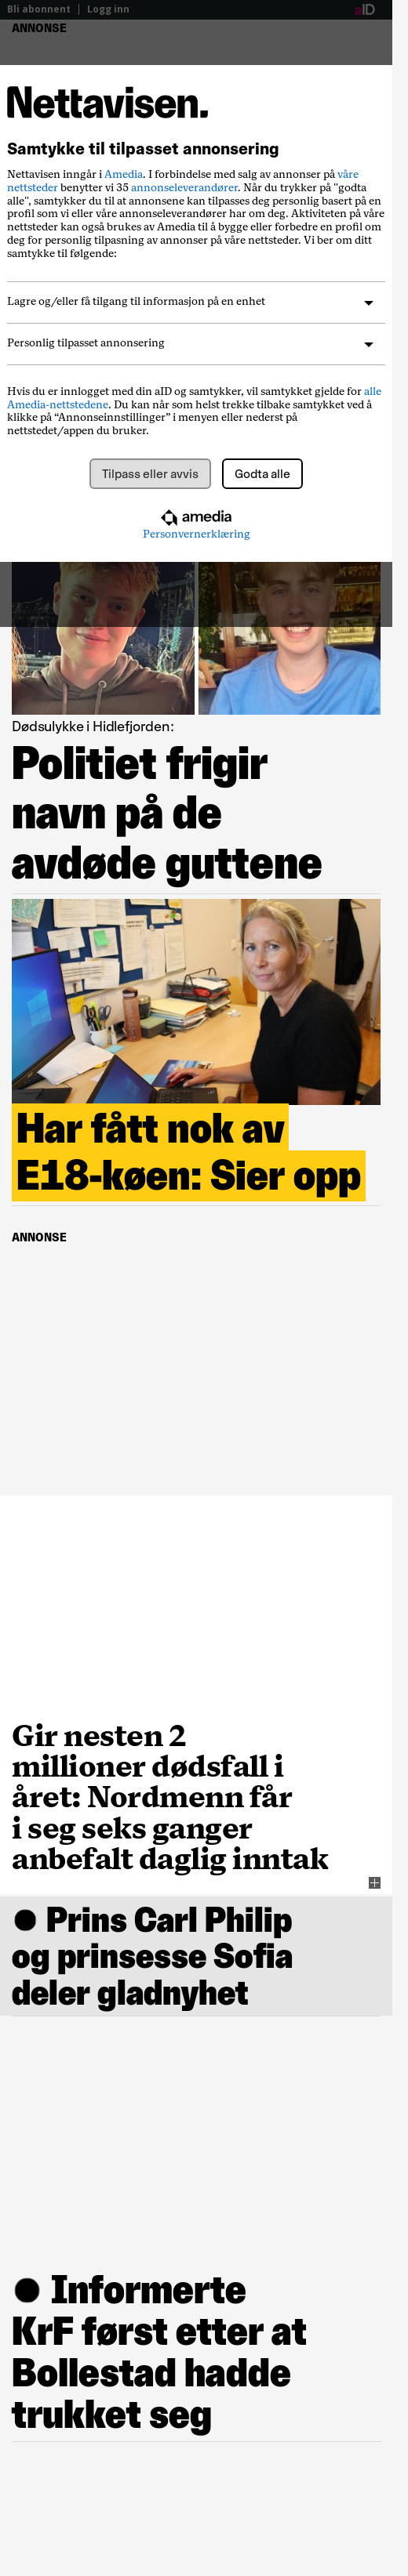 Bli abonnent | Logg inn aID
ANNONSE
Nettavisen.
Samtykke til tilpasset annonsering
Nettavisen inngår i Amedia. I forbindelse med salg av annonser på våre
nettsteder benytter vi 35 annonseleverandører. Når du trykker på "godta
alle", samtykker du til at annonsene kan tilpasses deg personlig basert på en
profil som vi eller våre annonseleverandører har om deg. Aktiviteten på våre
nettsteder kan også brukes av Amedia til å bygge eller forbedre en profil om
deg for personlig tilpasning av annonser på våre nettsteder. Vi ber om ditt
samtykke til følgende:
Lagre og/eller få tilgang til informasjon på en enhet
Personlig tilpasset annonsering
Hvis du er innlogget med din aID og samtykker, vil samtykket gjelde for alle
Amedia-nettstedene. Du kan når som helst trekke tilbake samtykket ved å
klikke på “Annonseinnstillinger” i menyen eller nederst på
nettstedet/appen du bruker.
Tilpass eller avvis Godta alle
amedia
Personvernerklæring
Dødsulykke i Hidlefjorden:
Politiet frigir
navn på de
avdøde guttene
Har fått nok av
E18-køen: Sier opp
ANNONSE
Gir nesten 2
millioner dødsfall i
året: Nordmenn får
i seg seks ganger
anbefalt daglig inntak
● Prins Carl Philip
og prinsesse Sofia
deler gladnyhet
● Informerte
KrF først etter at
Bollestad hadde
trukket seg